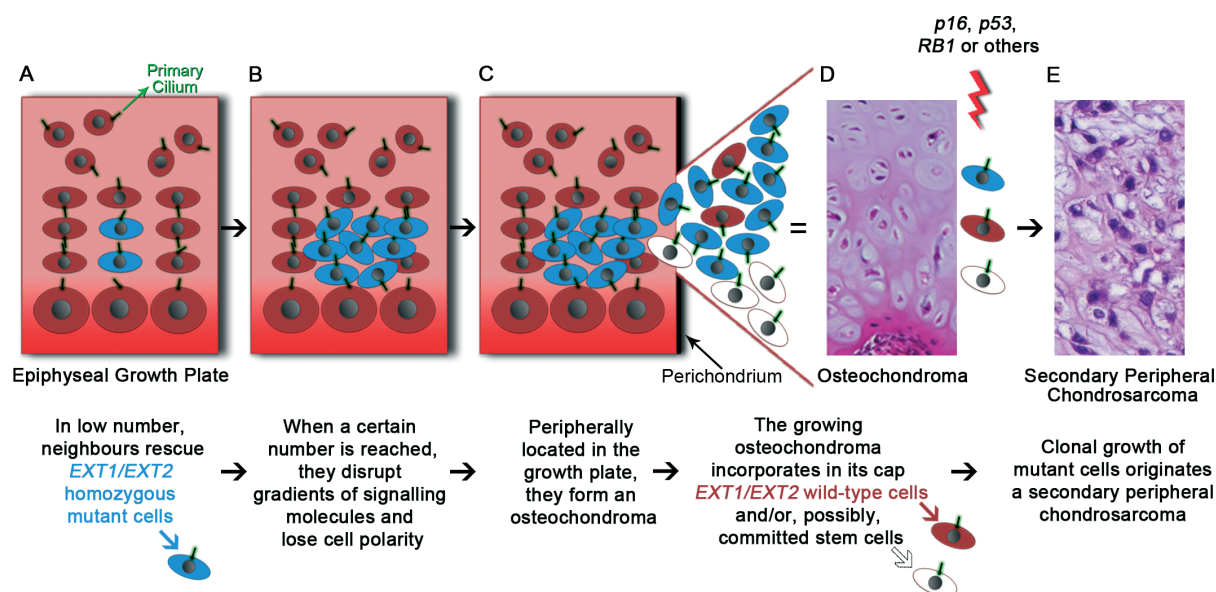 p16, p53,
RB1 or others
A
Primary
Cilium
B
C
D
E
=
Epiphyseal Growth Plate
Perichondrium
Osteochondroma
Secondary Peripheral
Chondrosarcoma
In low number,
neighbours rescue
EXT1/EXT2
homozygous
mutant cells
When a certain
number is reached,
they disrupt
gradients of signalling
molecules and
lose cell polarity
Peripherally
located in the
growth plate,
they form an
osteochondroma
The growing
osteochondroma
incorporates in its cap
EXT1/EXT2 wild-type cells
and/or, possibly,
committed stem cells
Clonal growth of
mutant cells originates
a secondary peripheral
chondrosarcoma